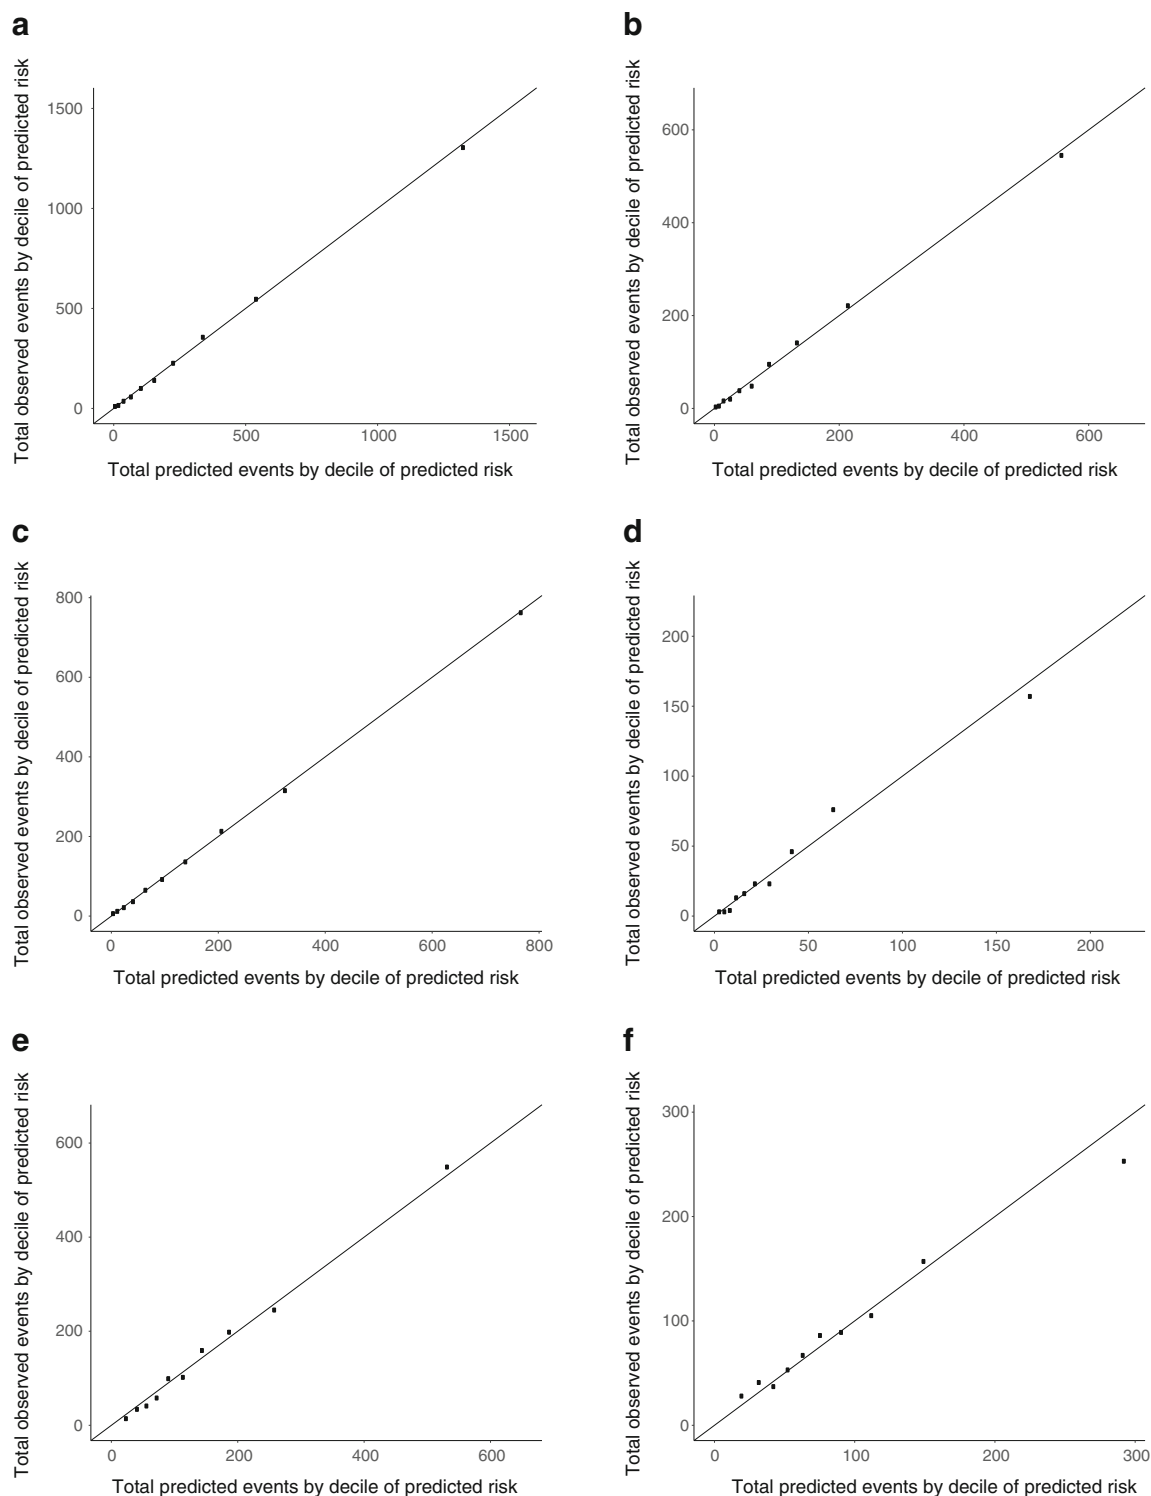 a
Total observed events by decile of predicted risk
1500
1000
500
0
0 500 1000 1500
Total predicted events by decile of predicted risk
b
Total observed events by decile of predicted risk
600
400
200
0
0 200 400 600
Total predicted events by decile of predicted risk
c
Total observed events by decile of predicted risk
800
600
400
200
0
0 200 400 600 800
Total predicted events by decile of predicted risk
d
Total observed events by decile of predicted risk
200
150
100
50
0
0 50 100 150 200
Total predicted events by decile of predicted risk
e
Total observed events by decile of predicted risk
600
400
200
0
0 200 400 600
Total predicted events by decile of predicted risk
f
Total observed events by decile of predicted risk
300
200
100
0
0 100 200 300
Total predicted events by decile of predicted risk